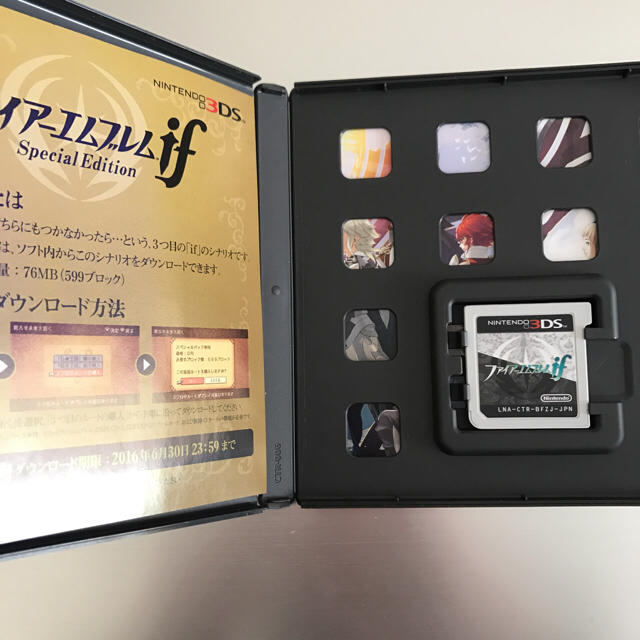 NINTENDO 3DS
イアーエムブレム if
Special Edition
とは
ちらにもつかなかったら…という、3つ目の「if」のシナリオです。
は、ソフト内からこのシナリオをダウンロードできます。
量：76MB(599ブロック)
ダウンロード方法
ダウンロード期限：2016年6月30日 23:59まで
CTR-006
NINTENDO 3DS
ファイアーエムブレム if
Nintendo
LNA-CTR-BFZJ-JPN